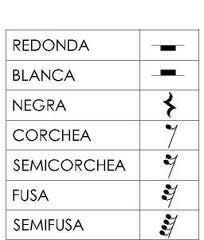 REDONDA
BLANCA
NEGRA
CORCHEA
SEMICORCHEA
FUSA
SEMIFUSA